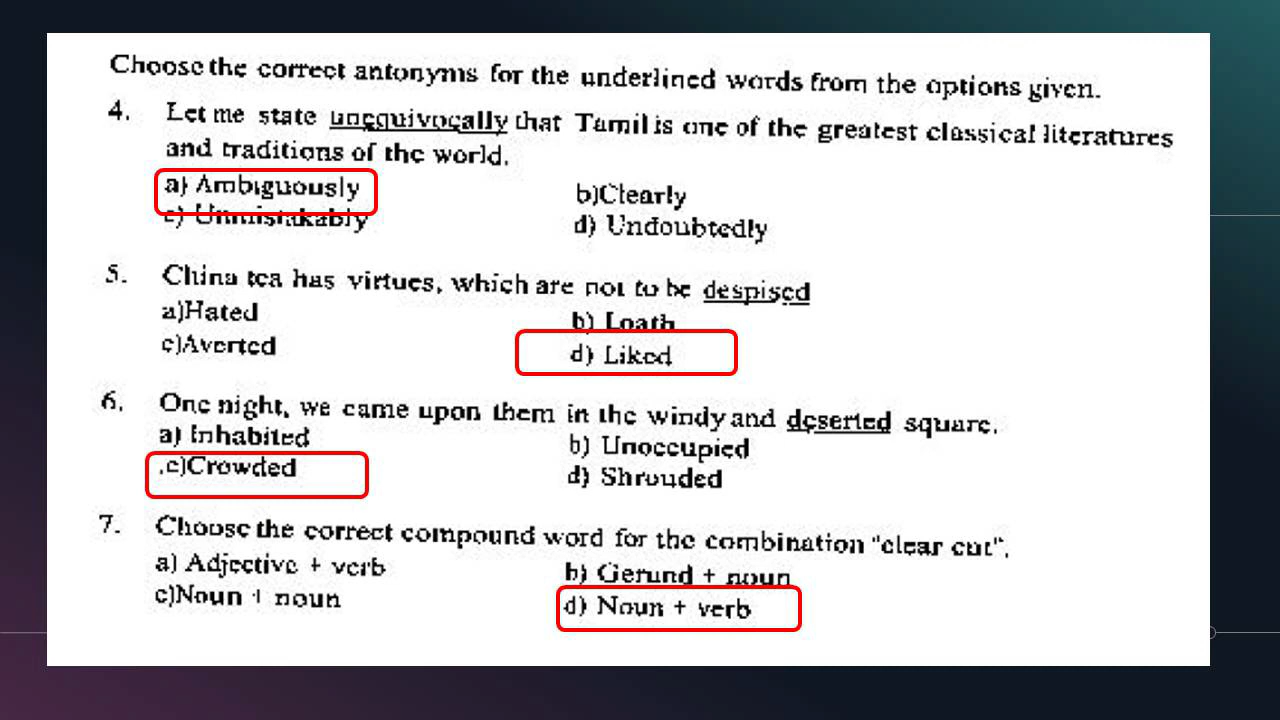 Choose the correct antonyms for the underlined words from the options given.
4. Let me state unequivocally that Tamil is one of the greatest classical literatures
and traditions of the world.
a) Ambiguously b)Clearly
c) Unmistakably d) Undoubtedly
5. China tea has virtues, which are not to be despised
a)Hated b) Loath
c)Averted d) Liked
6. One night, we came upon them in the windy and deserted square.
a) Inhabited b) Unoccupied
.c)Crowded d) Shrouded
7. Choose the correct compound word for the combination "clear cut".
a) Adjective + verb b) Gerund + noun
c)Noun + noun d) Noun + verb